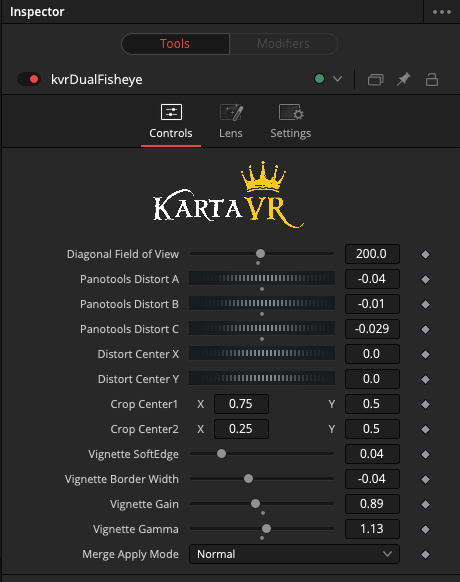 Inspector
Tools Modifiers
kvrDualFisheye
Controls Lens Settings
KARTAVR
Diagonal Field of View 200.0
Panotools Distort A -0.04
Panotools Distort B -0.01
Panotools Distort C -0.029
Distort Center X 0.0
Distort Center Y 0.0
Crop Center1 X 0.75 Y 0.5
Crop Center2 X 0.25 Y 0.5
Vignette SoftEdge 0.04
Vignette Border Width -0.04
Vignette Gain 0.89
Vignette Gamma 1.13
Merge Apply Mode Normal